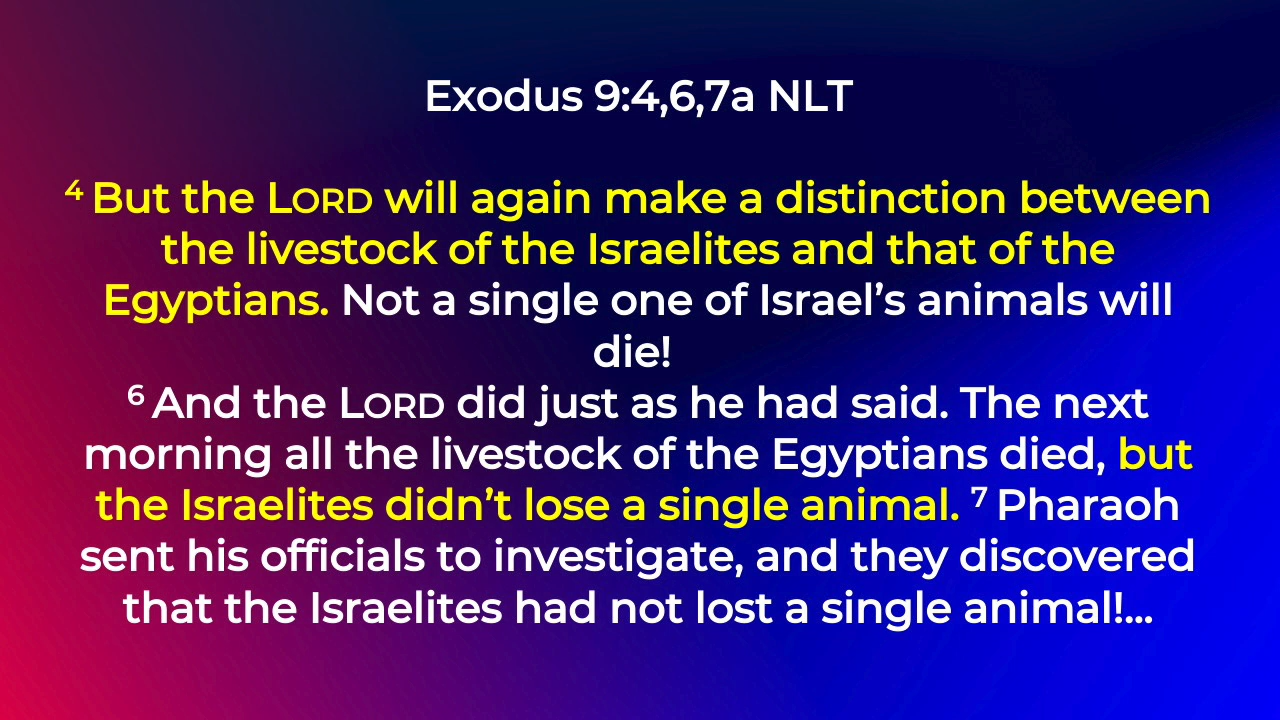 Exodus 9:4,6,7a NLT
⁴ But the LORD will again make a distinction between
the livestock of the Israelites and that of the
Egyptians. Not a single one of Israel’s animals will
die!
⁶ And the LORD did just as he had said. The next
morning all the livestock of the Egyptians died, but
the Israelites didn’t lose a single animal. ⁷ Pharaoh
sent his officials to investigate, and they discovered
that the Israelites had not lost a single animal!...